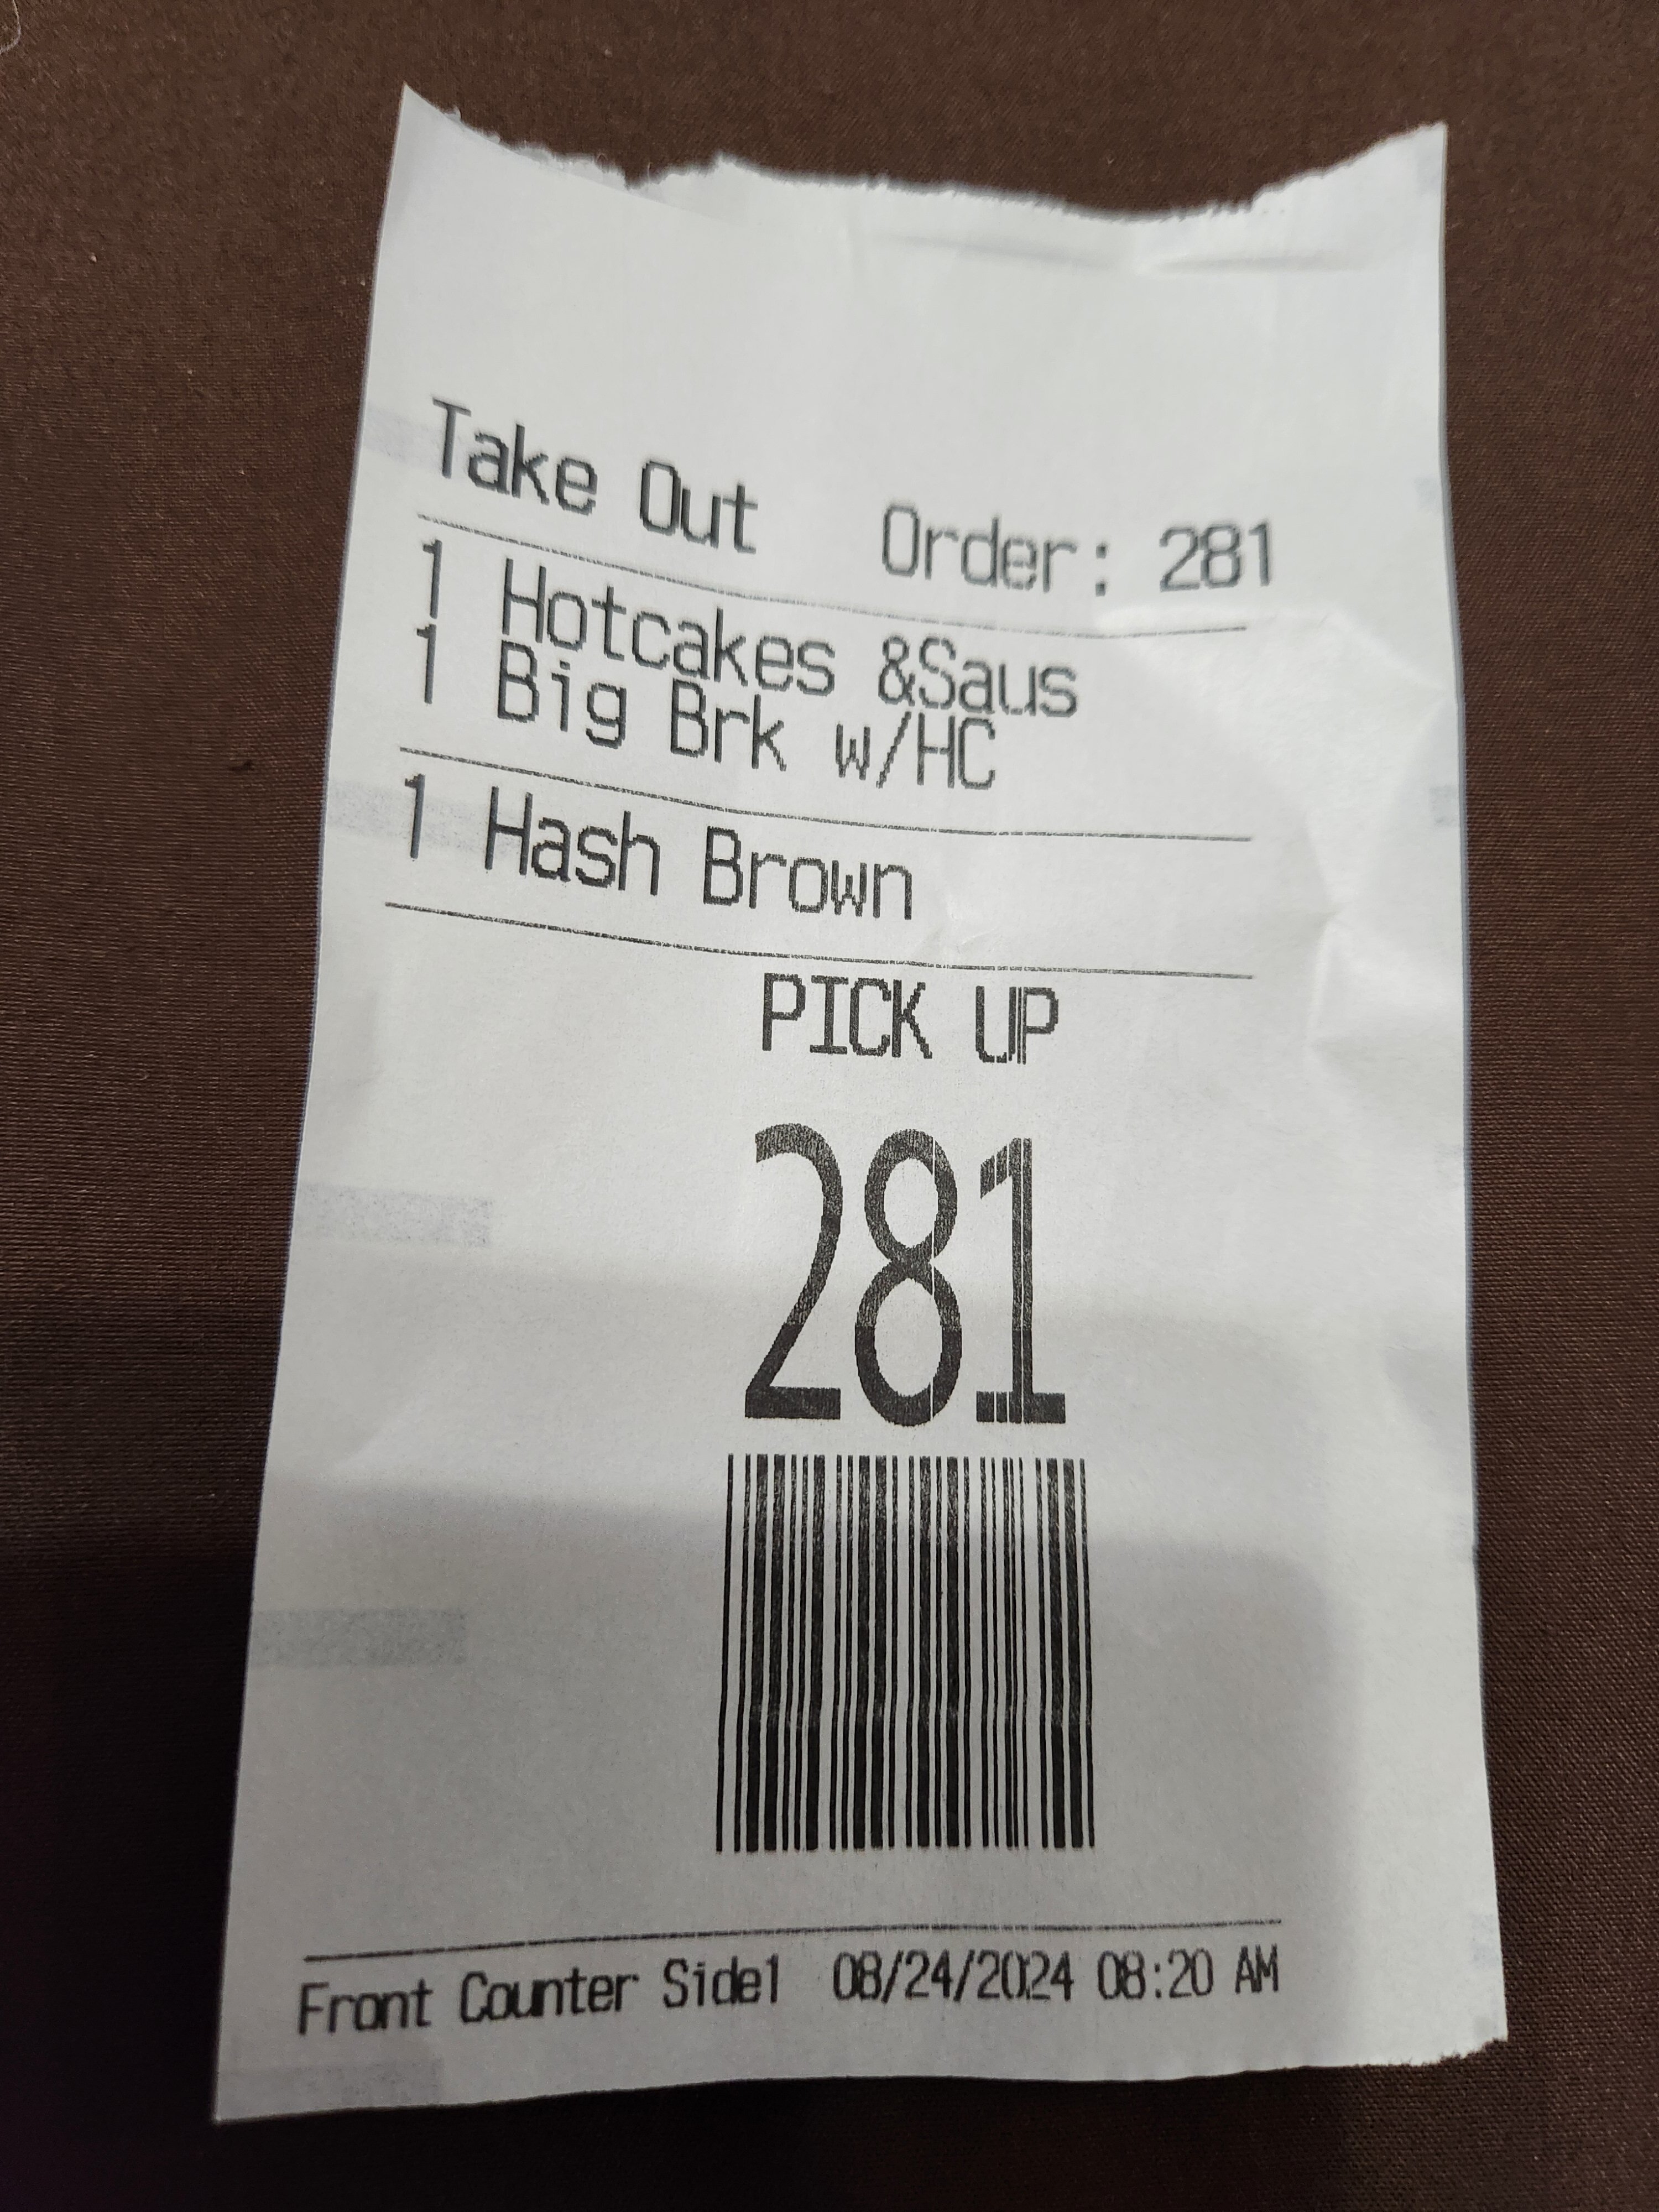 Take Out Order: 281
1 Hotcakes &Saus
1 Big Brk w/HC
1 Hash Brown
PICK UP
281
Front Counter Side1 08/24/2024 08:20 AM